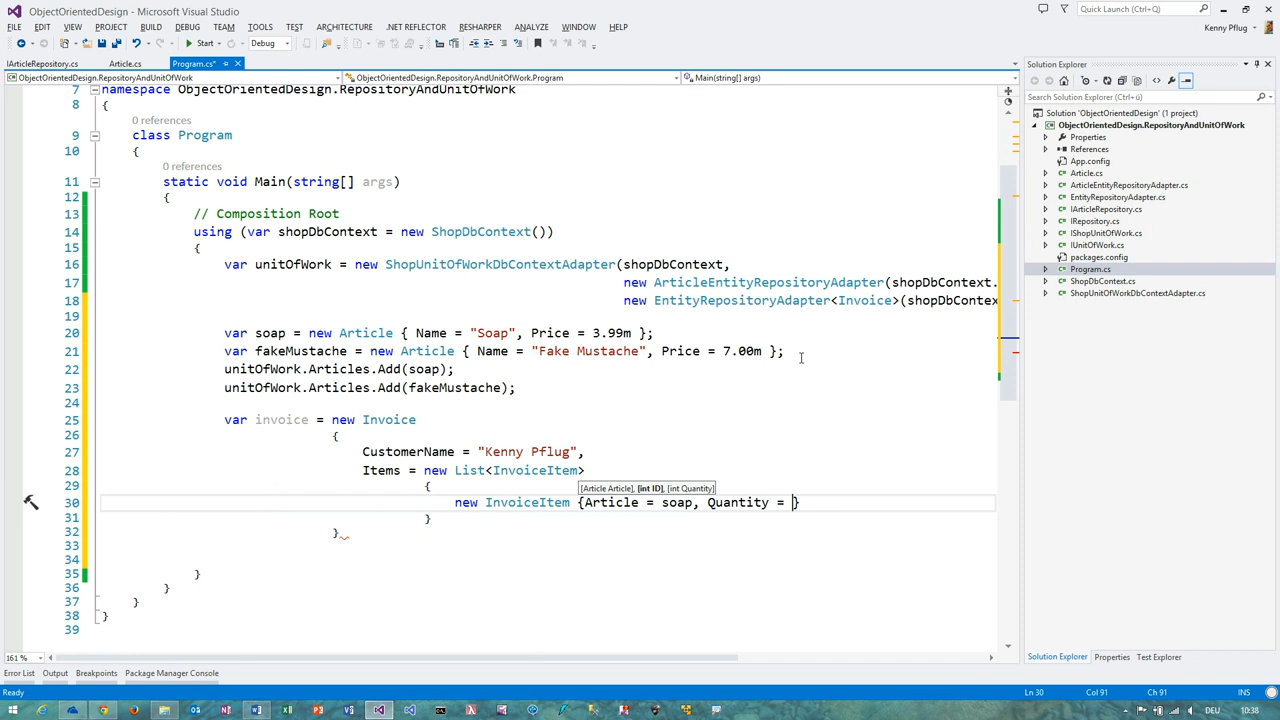 ObjectOrientedDesign - Microsoft Visual Studio
Quick Launch (Ctrl+Q)
FILE EDIT VIEW PROJECT BUILD DEBUG TEAM TOOLS TEST ARCHITECTURE .NET REFLECTOR RESHARPER ANALYZE WINDOW HELP
Kenny Pflug
Start Debug
IArticleRepository.cs Article.cs Program.cs*
ObjectOrientedDesign.RepositoryAndUnitOfWork ObjectOrientedDesign.RepositoryAndUnitOfWork.Program Main(string[] args)
7 namespace ObjectOrientedDesign.RepositoryAndUnitOfWork
8 {
0 references
9 class Program
10 {
0 references
11 static void Main(string[] args)
12 {
13 // Composition Root
14 using (var shopDbContext = new ShopDbContext())
15 {
16 var unitOfWork = new ShopUnitOfWorkDbContextAdapter(shopDbContext,
17 new ArticleEntityRepositoryAdapter(shopDbContext.
18 new EntityRepositoryAdapter<Invoice>(shopDbContex
19
20 var soap = new Article { Name = "Soap", Price = 3.99m };
21 var fakeMustache = new Article { Name = "Fake Mustache", Price = 7.00m };
22 unitOfWork.Articles.Add(soap);
23 unitOfWork.Articles.Add(fakeMustache);
24
25 var invoice = new Invoice
26 {
27 CustomerName = "Kenny Pflug",
28 Items = new List<InvoiceItem>
29 {
[Article Article], [int ID], [int Quantity]
30 new InvoiceItem {Article = soap, Quantity = }
31 }
32 }
33
34
35 }
36 }
37 }
38 }
39
161 %
Error List Output Breakpoints Package Manager Console
Solution Explorer
Search Solution Explorer (Ctrl+ü)
Solution 'ObjectOrientedDesign' (1 project)
ObjectOrientedDesign.RepositoryAndUnitOfWork
Properties
References
App.config
Article.cs
ArticleEntityRepositoryAdapter.cs
EntityRepositoryAdapter.cs
IArticleRepository.cs
IRepository.cs
IShopUnitOfWork.cs
IUnitOfWork.cs
packages.config
Program.cs
ShopDbContext.cs
ShopUnitOfWorkDbContextAdapter.cs
Solution Explorer Properties Test Explorer
Ready Ln 30 Col 91 Ch 91 INS
DEU 10:38